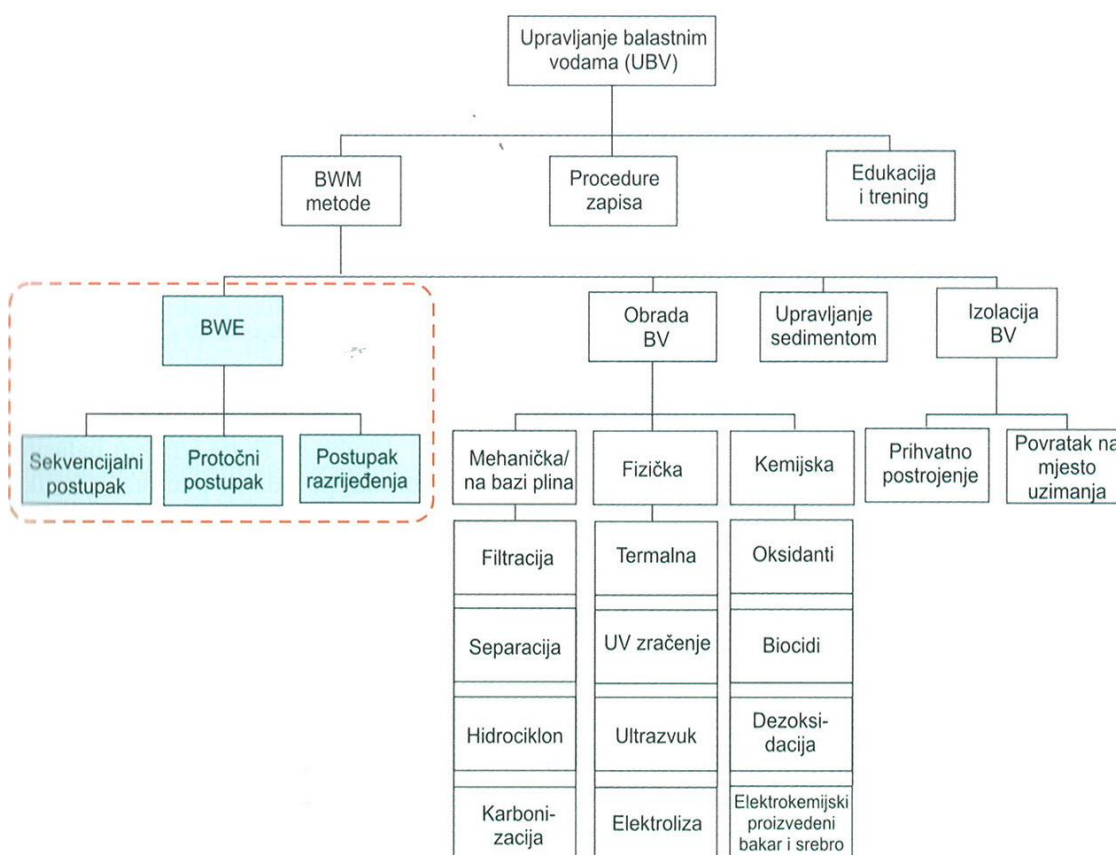 Upravljanje balastnim
vodama (UBV)
BWM
metode
Procedure
zapisa
Edukacija
i trening
BWE
Obrada
BV
Upravljanje
sedimentom
Izolacija
BV
Sekvencijalni
postupak
Protočni
postupak
Postupak
razrijeđenja
Mehanička/
na bazi plina
Fizička
Kemijska
Prihvatno
postrojenje
Povratak na
mjesto
uzimanja
Filtracija
Termalna
Oksidanti
Separacija
UV zračenje
Biocidi
Hidrociklon
Ultrazvuk
Dezoksi-
dacija
Karboni-
zacija
Elektroliza
Elektrokemijski
proizvedeni
bakar i srebro